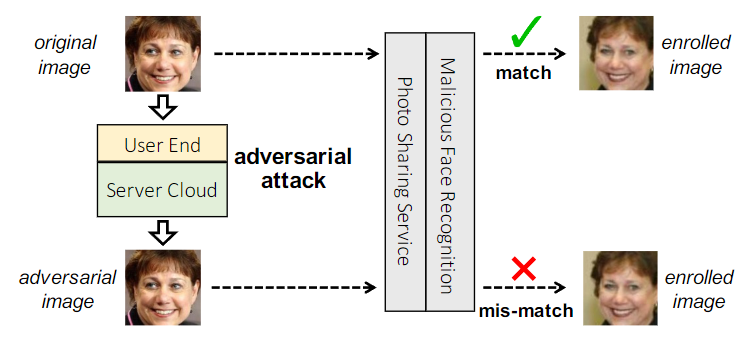 original
image
User End
Server Cloud
adversarial
attack
adversarial
image
Photo Sharing Service
Malicious Face Recognition
match
enrolled
image
mis-match
enrolled
image